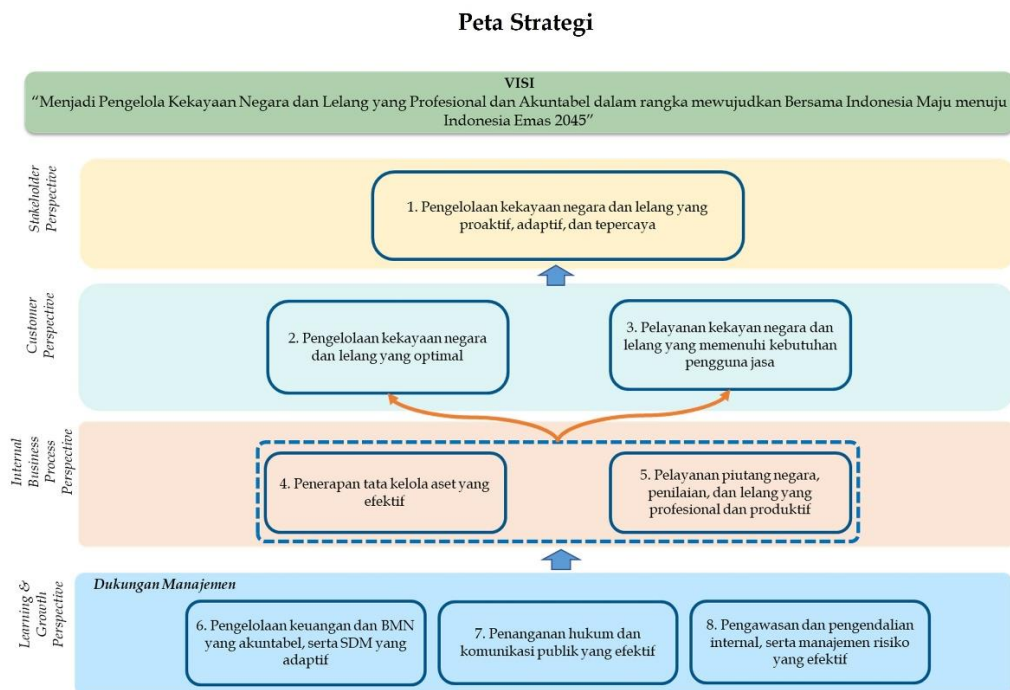 Peta Strategi
VISI
“Menjadi Pengelola Kekayaan Negara dan Lelang yang Profesional dan Akuntabel dalam rangka mewujudkan Bersama Indonesia Maju menuju
Indonesia Emas 2045”
Stakeholder
Perspective
1. Pengelolaan kekayaan negara dan lelang yang
proaktif, adaptif, dan tepercaya
Customer
Perspective
2. Pengelolaan kekayaan negara
dan lelang yang optimal
3. Pelayanan kekayan negara dan
lelang yang memenuhi kebutuhan
pengguna jasa
Internal
Business
Process
Perspective
4. Penerapan tata kelola aset yang
efektif
5. Pelayanan piutang negara,
penilaian, dan lelang yang
profesional dan produktif
Learning &
Growth
Perspective
Dukungan Manajemen
6. Pengelolaan keuangan dan BMN
yang akuntabel, serta SDM yang
adaptif
7. Penanganan hukum dan
komunikasi publik yang efektif
8. Pengawasan dan pengendalian
internal, serta manajemen risiko
yang efektif